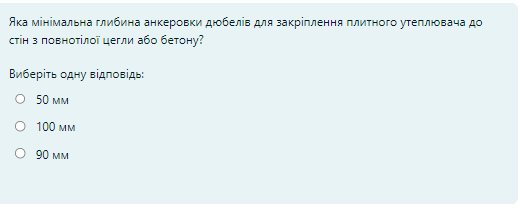 Яка мінімальна глибина анкеровки дюбелів для закріплення плитного утеплювача до
стін з повнотілої цегли або бетону?
Виберіть одну відповідь:
50 мм
100 мм
90 мм